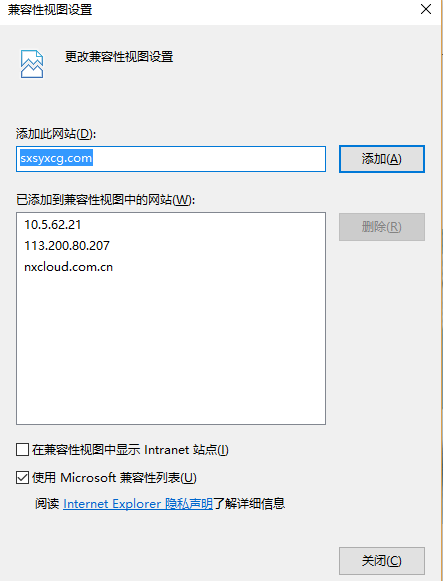 兼容性视图设置
更改兼容性视图设置
添加此网站(D):
sxsyxcg.com
添加(A)
已添加到兼容性视图中的网站(W):
10.5.62.21
113.200.80.207
nxcloud.com.cn
删除(R)
在兼容性视图中显示 Intranet 站点(I)
使用 Microsoft 兼容性列表(U)
阅读 Internet Explorer 隐私声明了解详细信息
关闭(C)